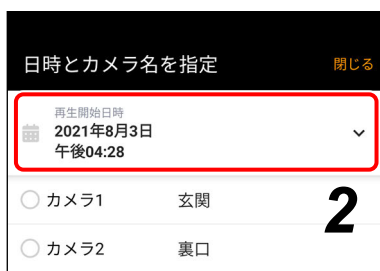 日時とカメラ名を指定 閉じる
再生開始日時
2021年8月3日
午後04:28
カメラ1 玄関
カメラ2 裏口
2